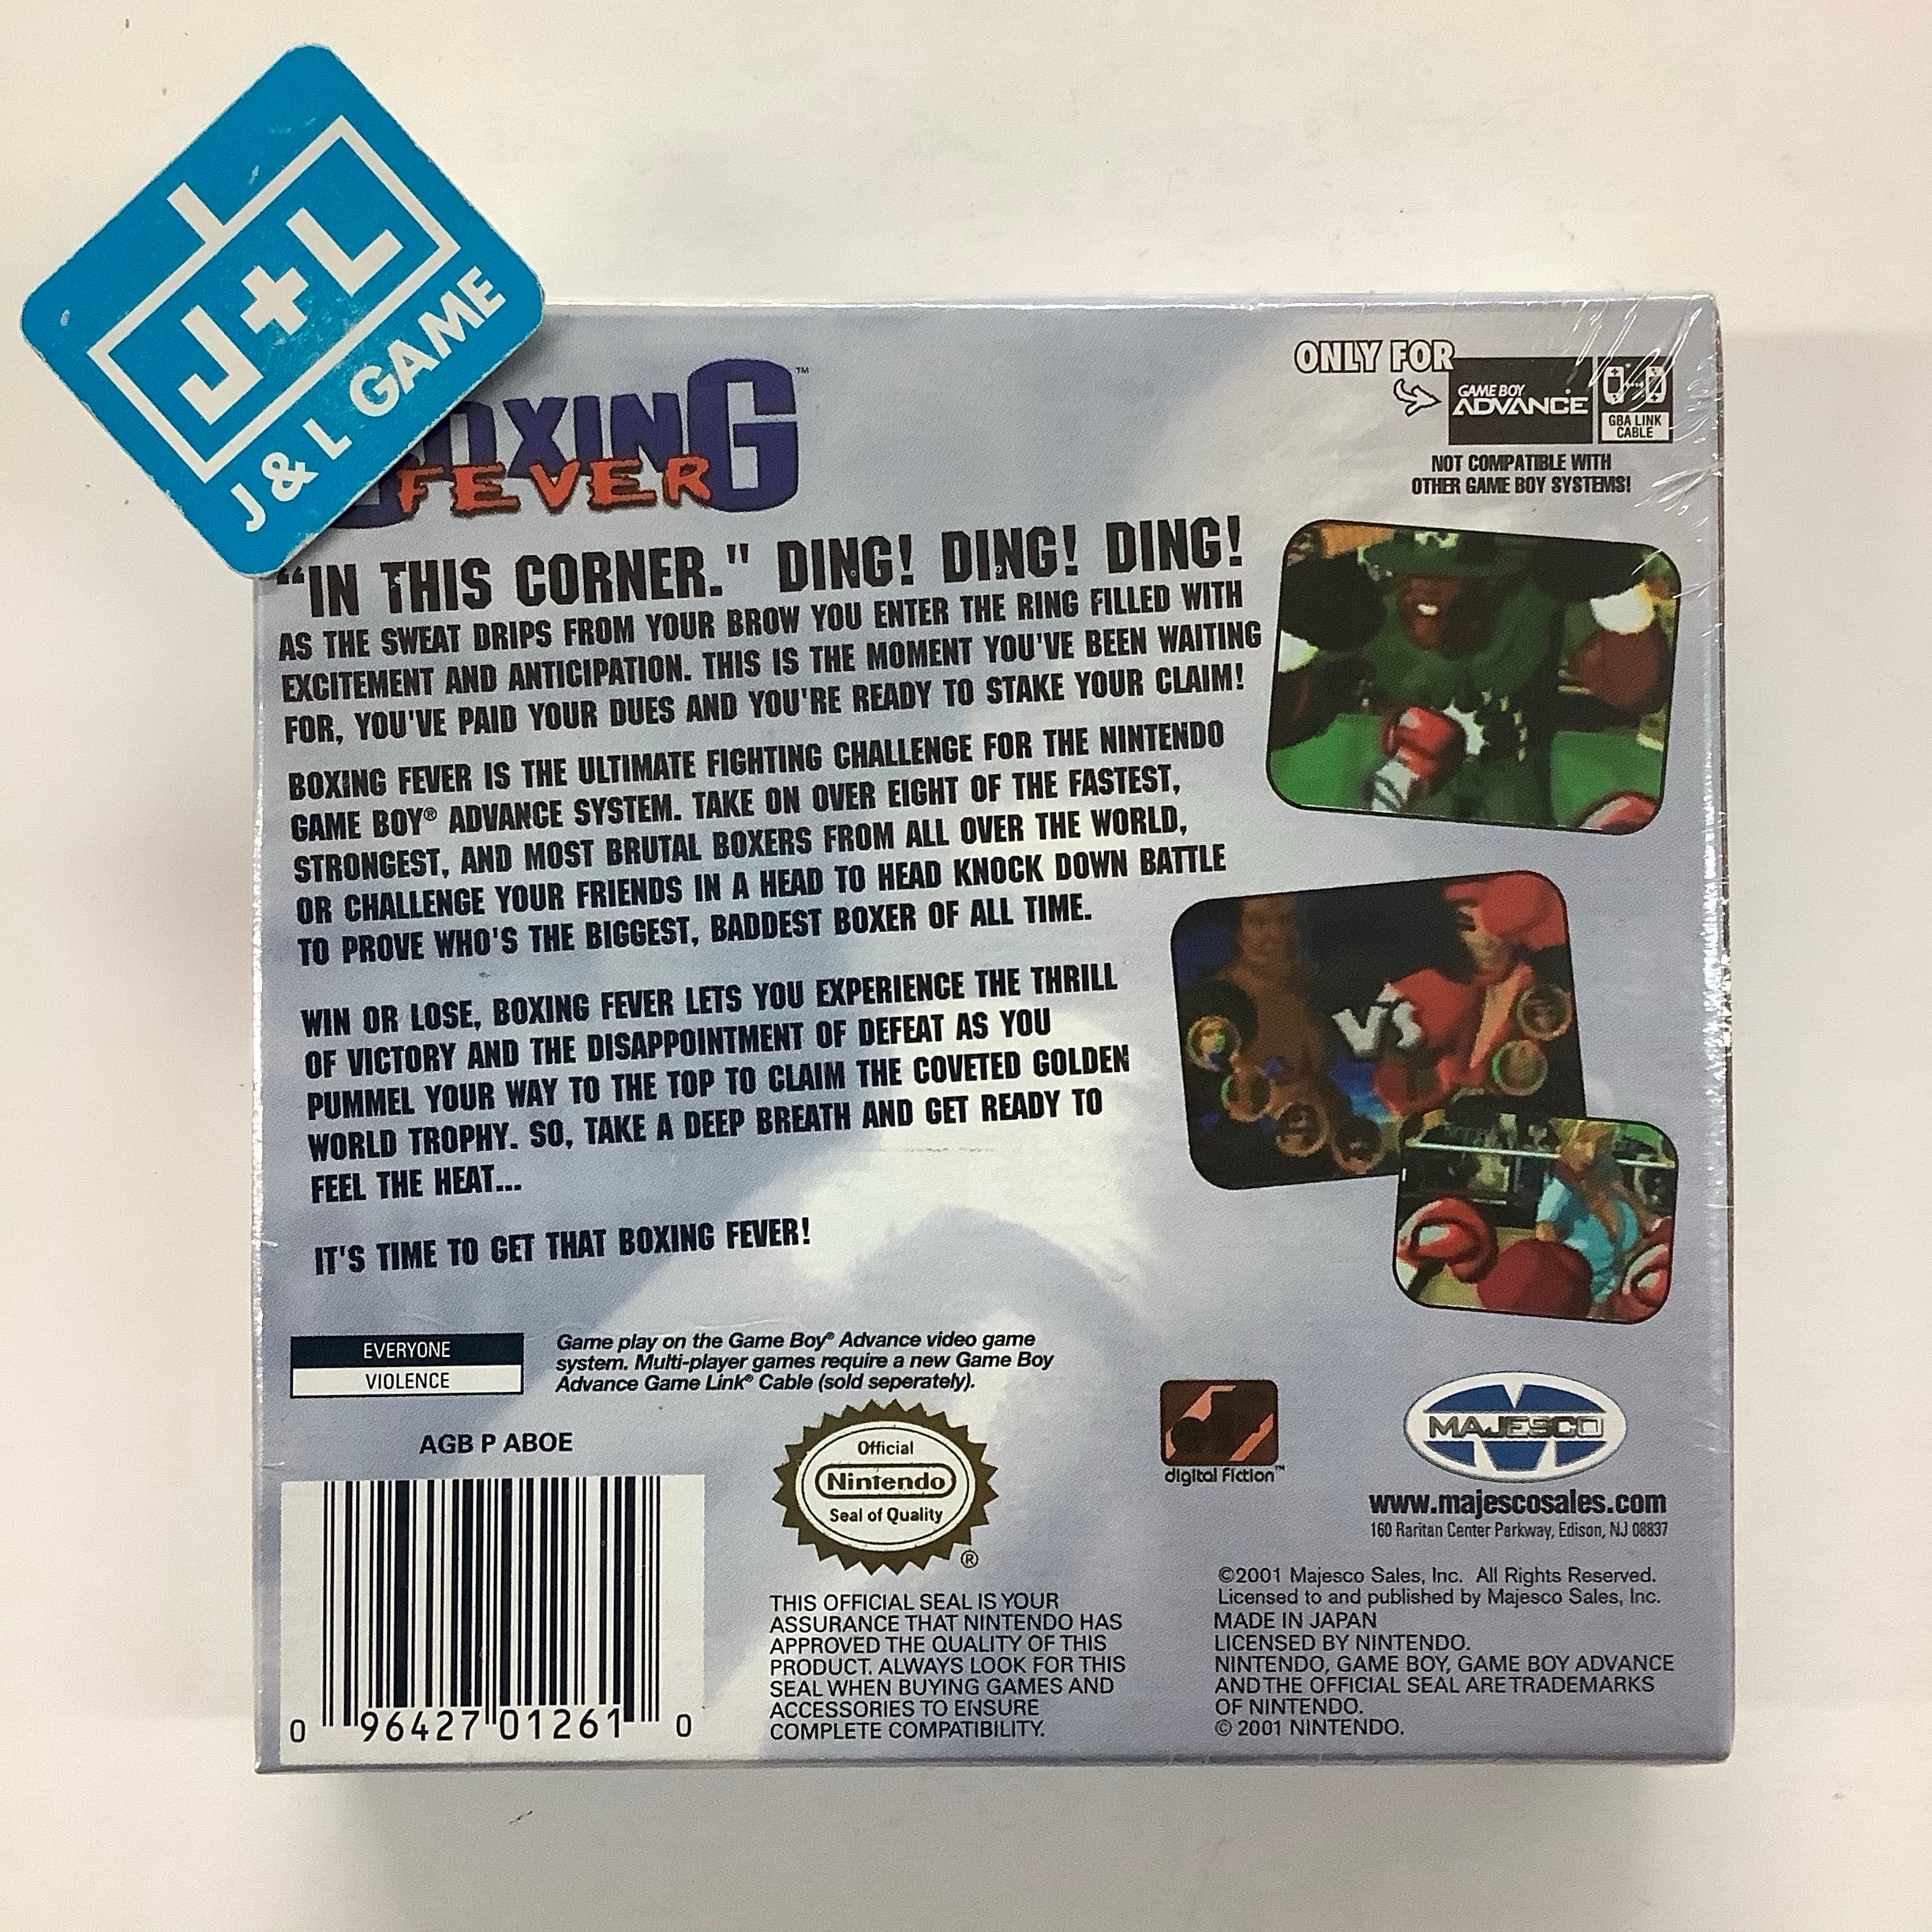 J+L
J & L GAME
BOXING™
FEVER
ONLY FOR
GAME BOY
ADVANCE
GBA LINK
CABLE
NOT COMPATIBLE WITH
OTHER GAME BOY SYSTEMS!
“IN THIS CORNER." DING! DING! DING!
AS THE SWEAT DRIPS FROM YOUR BROW YOU ENTER THE RING FILLED WITH
EXCITEMENT AND ANTICIPATION. THIS IS THE MOMENT YOU'VE BEEN WAITING
FOR, YOU'VE PAID YOUR DUES AND YOU'RE READY TO STAKE YOUR CLAIM!
BOXING FEVER IS THE ULTIMATE FIGHTING CHALLENGE FOR THE NINTENDO
GAME BOY® ADVANCE SYSTEM. TAKE ON OVER EIGHT OF THE FASTEST,
STRONGEST, AND MOST BRUTAL BOXERS FROM ALL OVER THE WORLD,
OR CHALLENGE YOUR FRIENDS IN A HEAD TO HEAD KNOCK DOWN BATTLE
TO PROVE WHO'S THE BIGGEST, BADDEST BOXER OF ALL TIME.
WIN OR LOSE, BOXING FEVER LETS YOU EXPERIENCE THE THRILL
OF VICTORY AND THE DISAPPOINTMENT OF DEFEAT AS YOU
PUMMEL YOUR WAY TO THE TOP TO CLAIM THE COVETED GOLDEN
WORLD TROPHY. SO, TAKE A DEEP BREATH AND GET READY TO
FEEL THE HEAT...
IT'S TIME TO GET THAT BOXING FEVER!
VS
EVERYONE
VIOLENCE
Game play on the Game Boy® Advance video game
system. Multi-player games require a new Game Boy
Advance Game Link® Cable (sold seperately).
AGB P ABOE
0 96427 01261 0
Official
Nintendo
Seal of Quality
®
THIS OFFICIAL SEAL IS YOUR
ASSURANCE THAT NINTENDO HAS
APPROVED THE QUALITY OF THIS
PRODUCT. ALWAYS LOOK FOR THIS
SEAL WHEN BUYING GAMES AND
ACCESSORIES TO ENSURE
COMPLETE COMPATIBILITY.
digital Fiction™
MAJESCO
www.majescosales.com
160 Raritan Center Parkway, Edison, NJ 08837
©2001 Majesco Sales, Inc. All Rights Reserved.
Licensed to and published by Majesco Sales, Inc.
MADE IN JAPAN
LICENSED BY NINTENDO.
NINTENDO, GAME BOY, GAME BOY ADVANCE
AND THE OFFICIAL SEAL ARE TRADEMARKS
OF NINTENDO.
© 2001 NINTENDO.